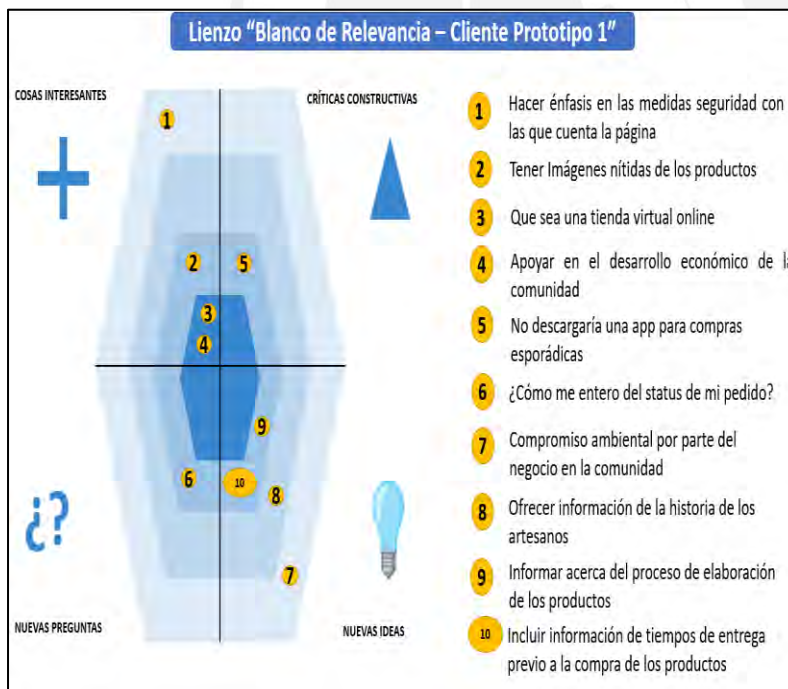 Lienzo “Blanco de Relevancia – Cliente Prototipo 1”
COSAS INTERESANTES
CRÍTICAS CONSTRUCTIVAS
1
2
5
3
4
9
6
10
8
7
¿?
NUEVAS PREGUNTAS
NUEVAS IDEAS
1 Hacer énfasis en las medidas seguridad con
las que cuenta la página
2 Tener Imágenes nítidas de los productos
3 Que sea una tienda virtual online
4 Apoyar en el desarrollo económico de la
comunidad
5 No descargaría una app para compras
esporádicas
6 ¿Cómo me entero del status de mi pedido?
7 Compromiso ambiental por parte del
negocio en la comunidad
8 Ofrecer información de la historia de los
artesanos
9 Informar acerca del proceso de elaboración
de los productos
10 Incluir información de tiempos de entrega
previo a la compra de los productos